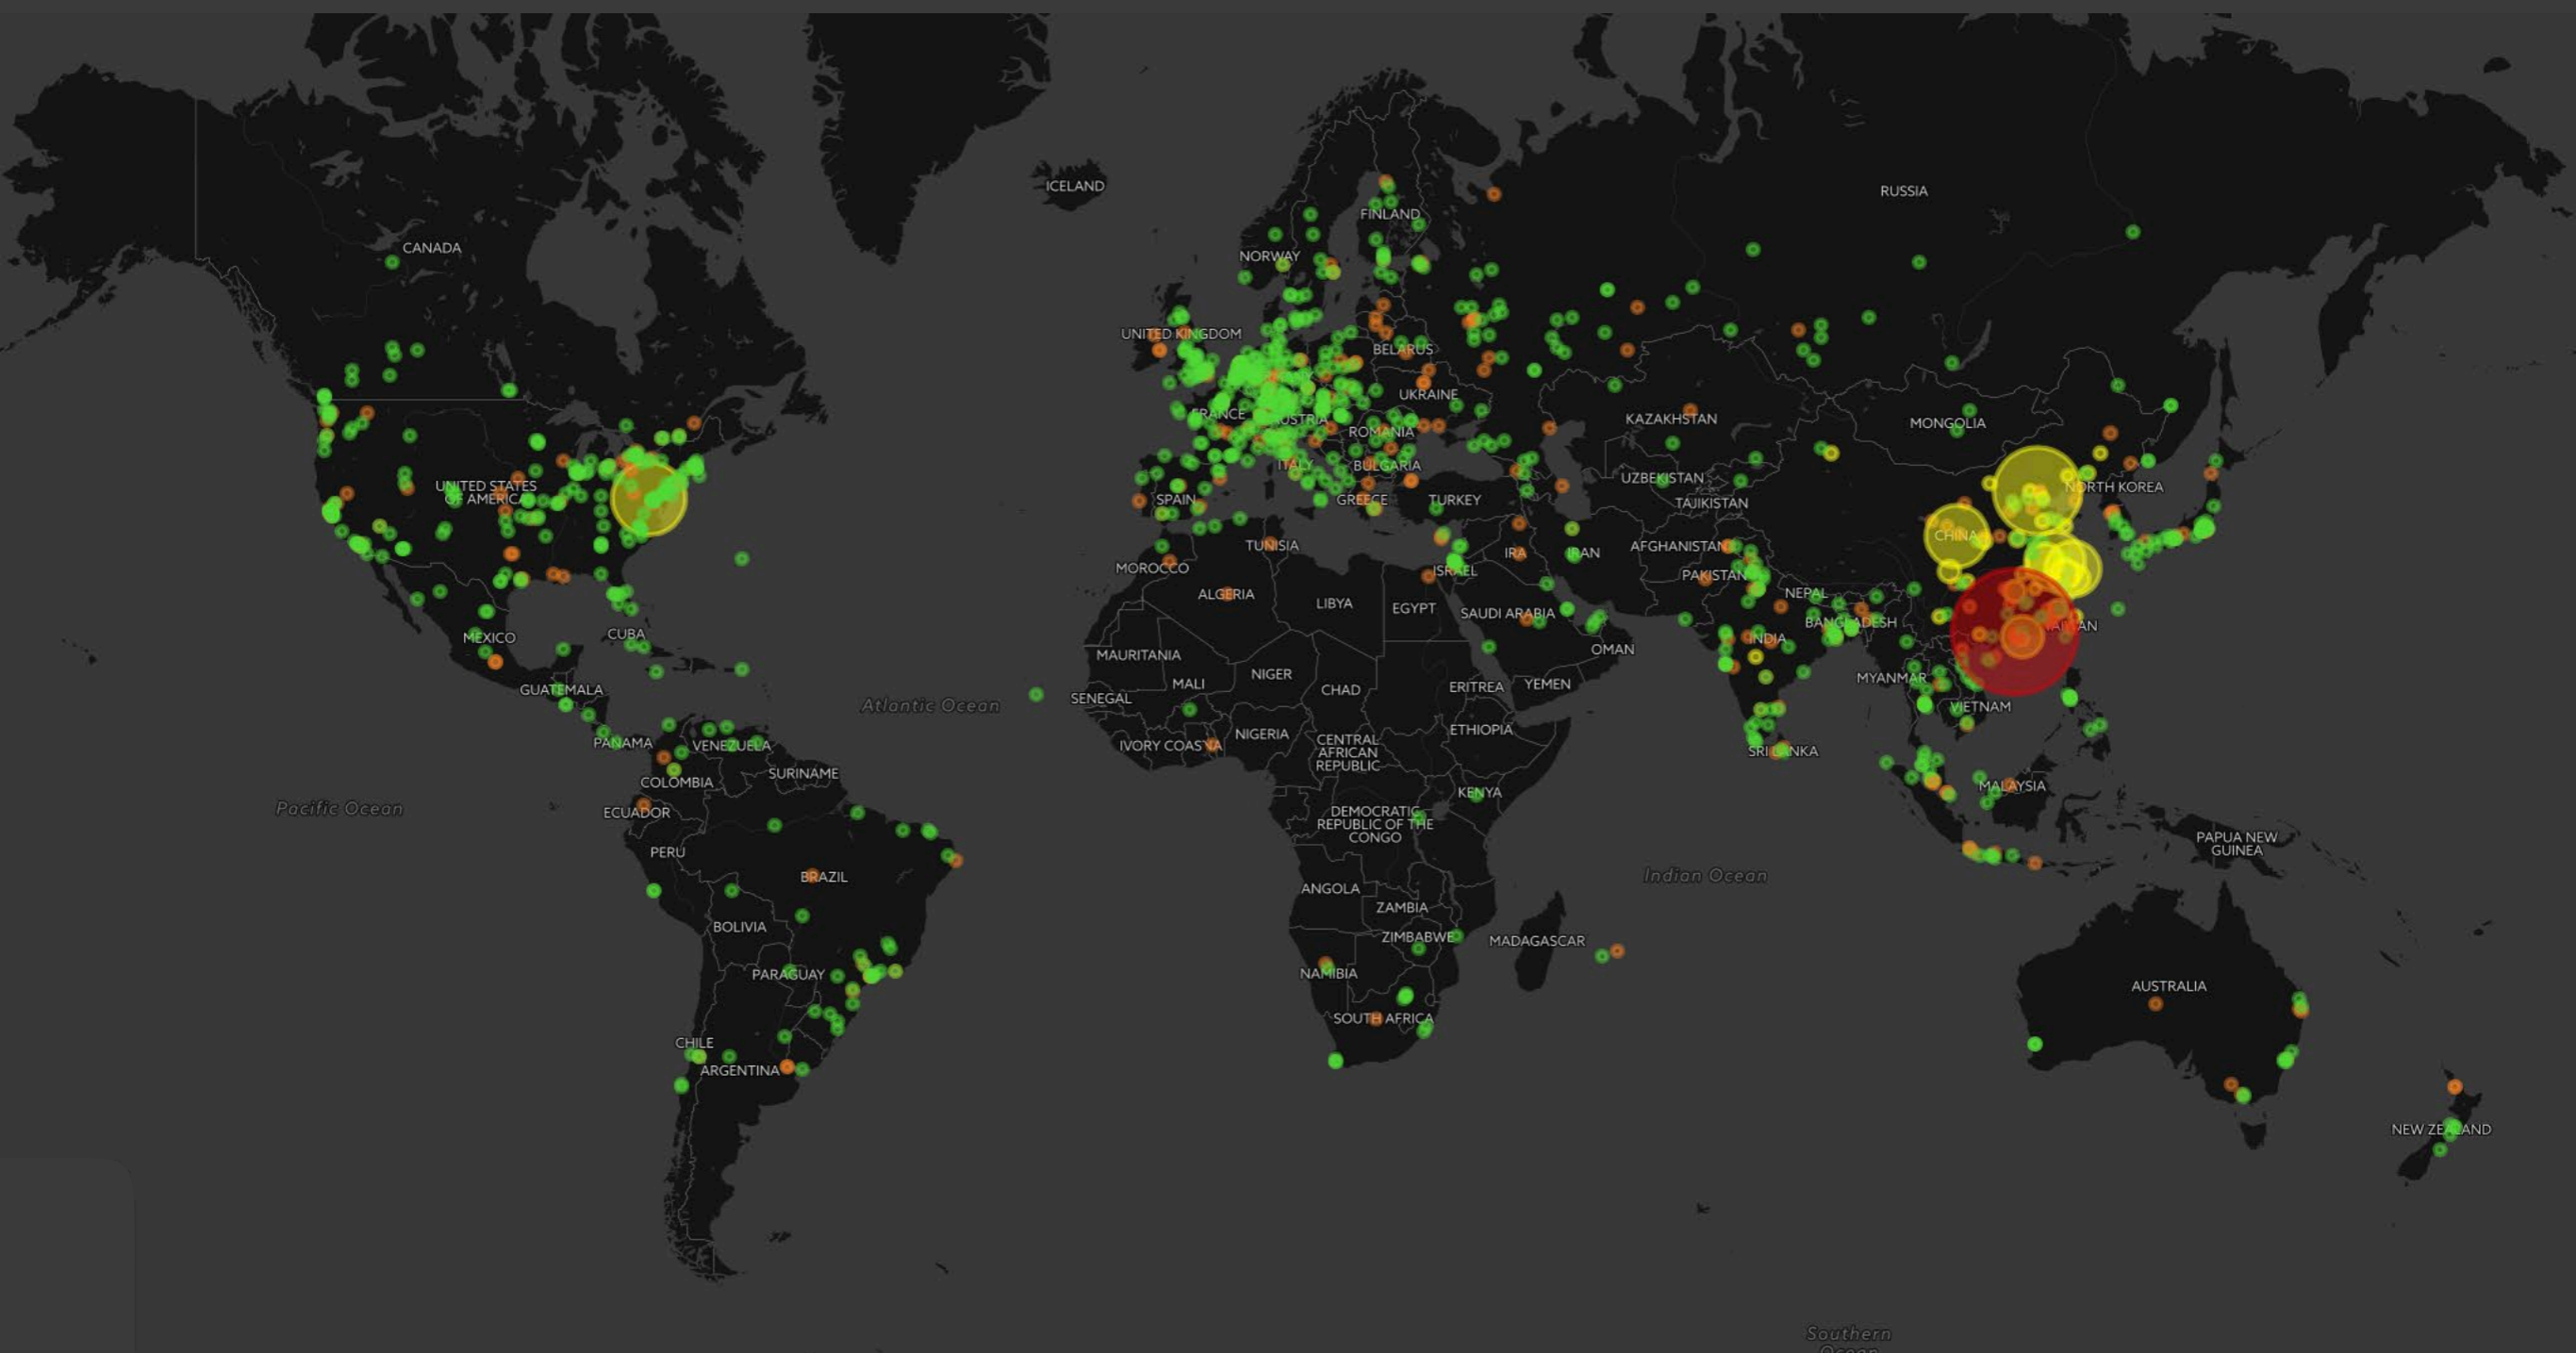 ICELAND
RUSSIA
FINLAND
CANADA
NORWAY
UNITED KINGDOM
BELARUS
UKRAINE
FRANCE
AUSTRIA
KAZAKHSTAN
MONGOLIA
ROMANIA
ITALY
BULGARIA
UZBEKISTAN
UNITED STATES
OF AMERICA
NORTH KOREA
SPAIN
GREECE
TURKEY
TAJIKISTAN
CHINA
TUNISIA
IRA
IRAN
AFGHANISTAN
MOROCCO
ISRAEL
PAKISTAN
ALGERIA
LIBYA
EGYPT
NEPAL
SAUDI ARABIA
BANGLADESH
CUBA
MEXICO
INDIA
OMAN
MAURITANIA
NIGER
MALI
CHAD
ERITREA
YEMEN
MYANMAR
GUATEMALA
SENEGAL
Atlantic Ocean
VIETNAM
NIGERIA
ETHIOPIA
PANAMA
VENEZUELA
IVORY COAS
CENTRAL
AFRICAN
REPUBLIC
SRI LANKA
SURINAME
COLOMBIA
KENYA
MALAYSIA
Pacific Ocean
ECUADOR
DEMOCRATIC
REPUBLIC OF THE
CONGO
PAPUA NEW
GUINEA
PERU
BRAZIL
Indian Ocean
ANGOLA
ZAMBIA
BOLIVIA
ZIMBABWE
MADAGASCAR
PARAGUAY
NAMIBIA
AUSTRALIA
SOUTH AFRICA
CHILE
ARGENTINA
NEW ZEALAND
Southern
Ocean